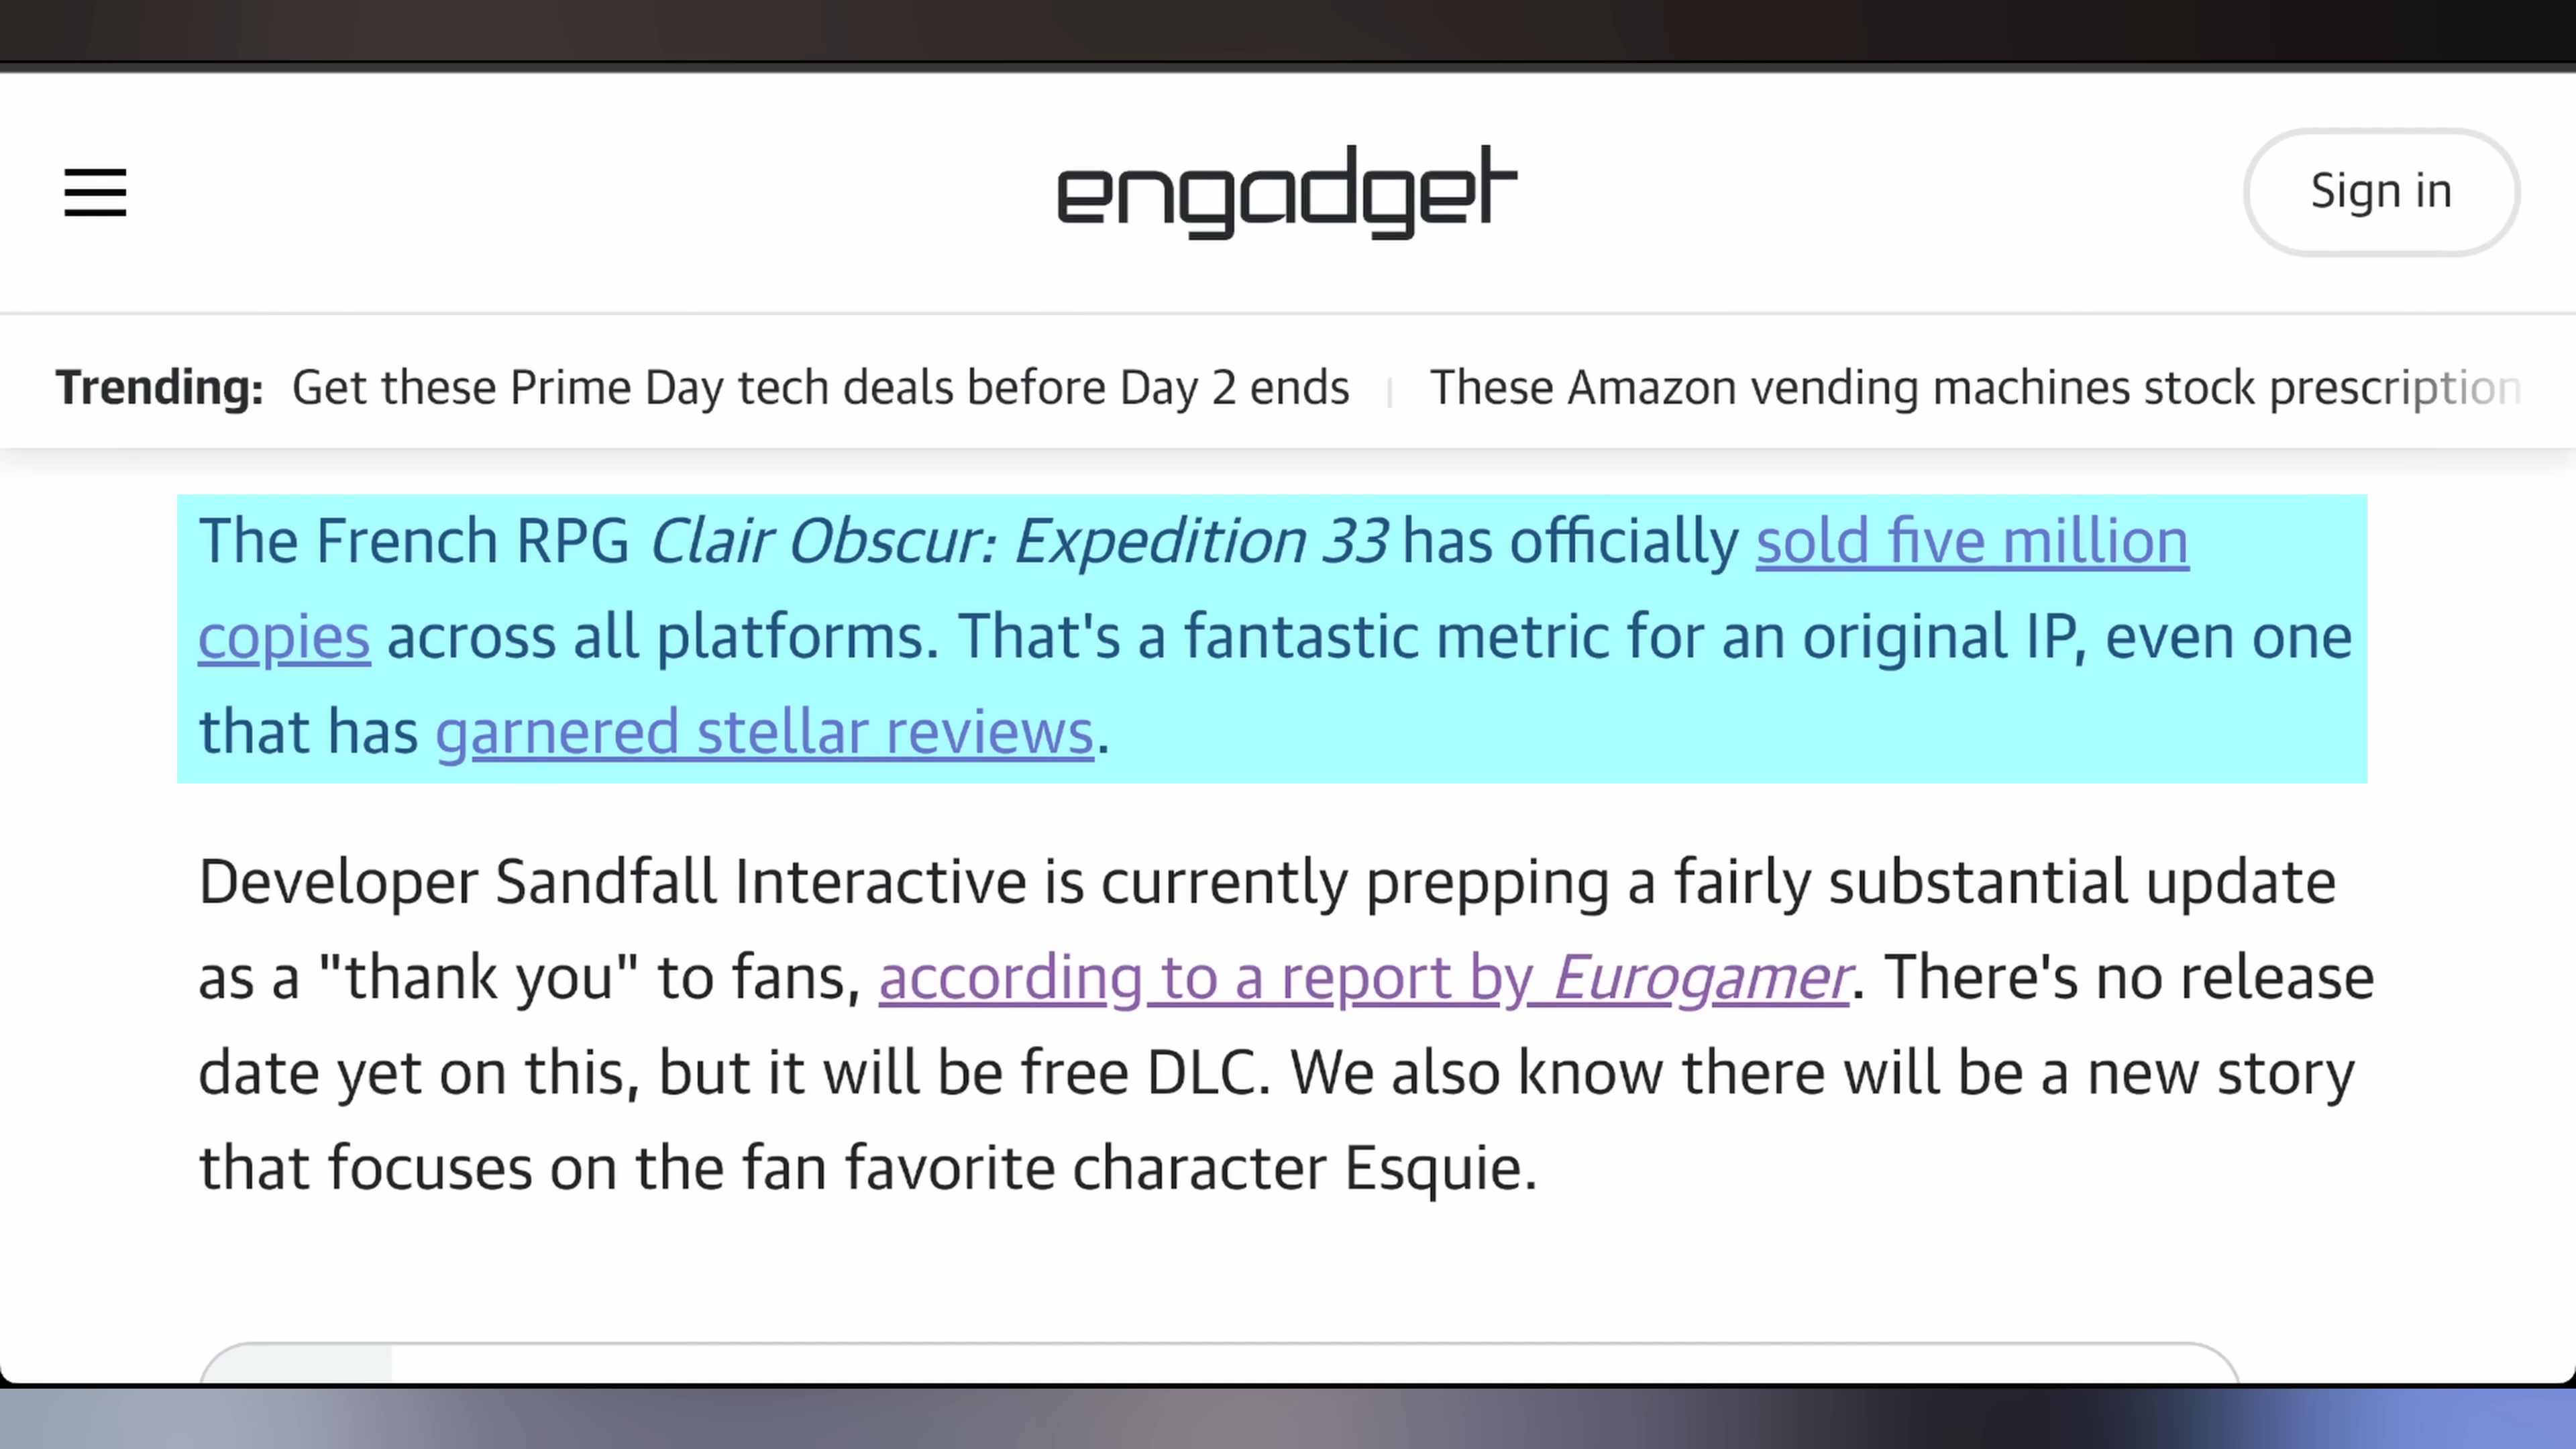 engadget
Sign in
Trending: Get these Prime Day tech deals before Day 2 ends | These Amazon vending machines stock prescription
The French RPG Clair Obscur: Expedition 33 has officially sold five million
copies across all platforms. That's a fantastic metric for an original IP, even one
that has garnered stellar reviews.
Developer Sandfall Interactive is currently prepping a fairly substantial update
as a "thank you" to fans, according to a report by Eurogamer. There's no release
date yet on this, but it will be free DLC. We also know there will be a new story
that focuses on the fan favorite character Esquie.